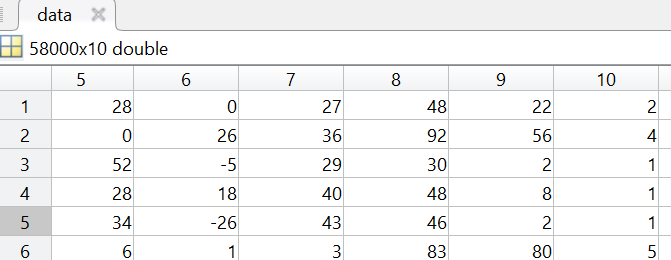 data
58000x10 double
5 6 7 8 9 10
1 28 0 27 48 22 2
2 0 26 36 92 56 4
3 52 -5 29 30 2 1
4 28 18 40 48 8 1
5 34 -26 43 46 2 1
6 6 1 3 83 80 5